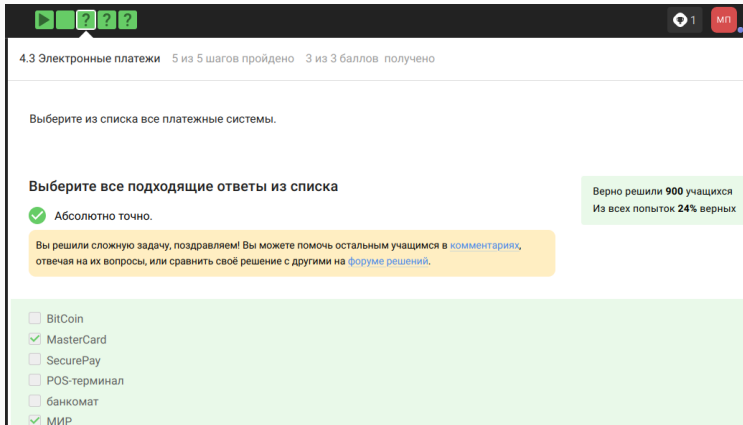 ? ? ?
1
МП
4.3 Электронные платежи 5 из 5 шагов пройдено 3 из 3 баллов получено
Выберите из списка все платежные системы.
Выберите все подходящие ответы из списка
Верно решили 900 учащихся
Из всех попыток 24% верных
Абсолютно точно.
Вы решили сложную задачу, поздравляем! Вы можете помочь остальным учащимся в комментариях,
отвечая на их вопросы, или сравнить своё решение с другими на форуме решений.
BitCoin
MasterCard
SecurePay
POS-терминал
банкомат
МИР